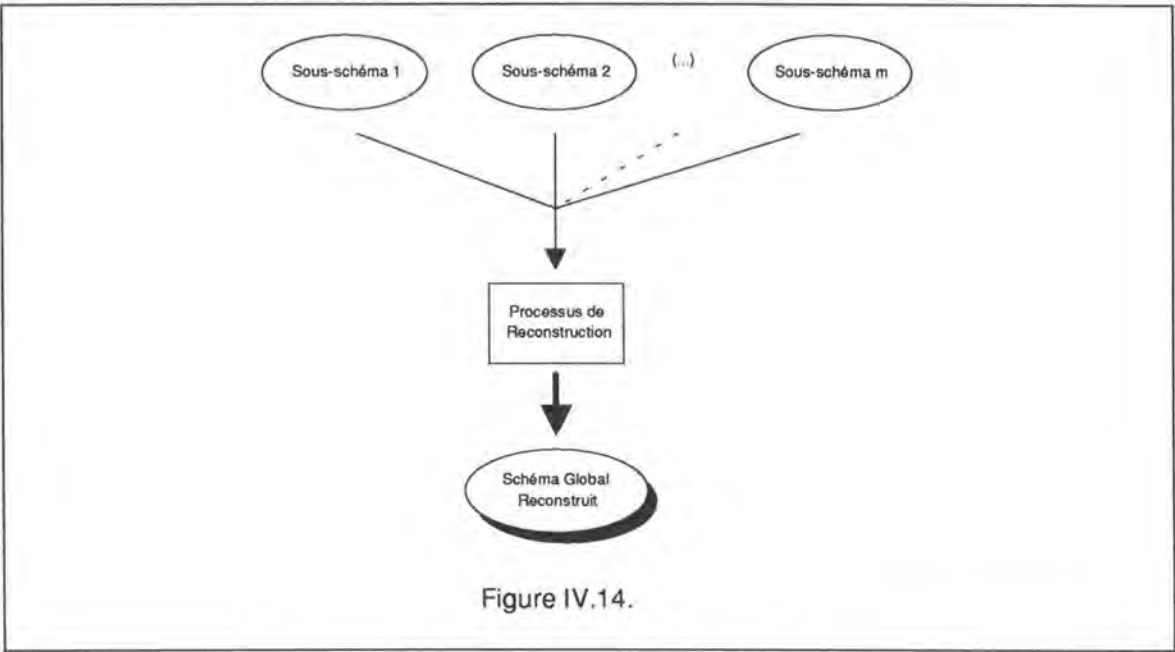 Sous-schéma 1
Sous-schéma 2
(...)
Sous-schéma m
Processus de
Reconstruction
Schéma Global
Reconstruit
Figure IV.14.